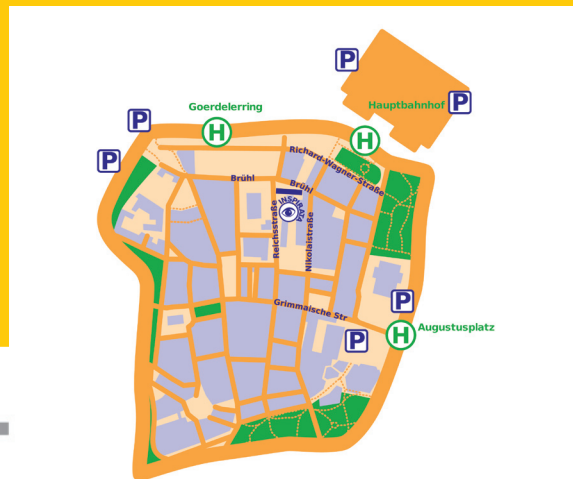 P
Goerdelerring
Hauptbahnhof
P
P
H
H
P
Richard-Wagner-Straße
Brühl
Brühl
INSPIRATA
Reichsstraße
Nikolaistraße
Grimmaische Str
P
P
H
Augustusplatz